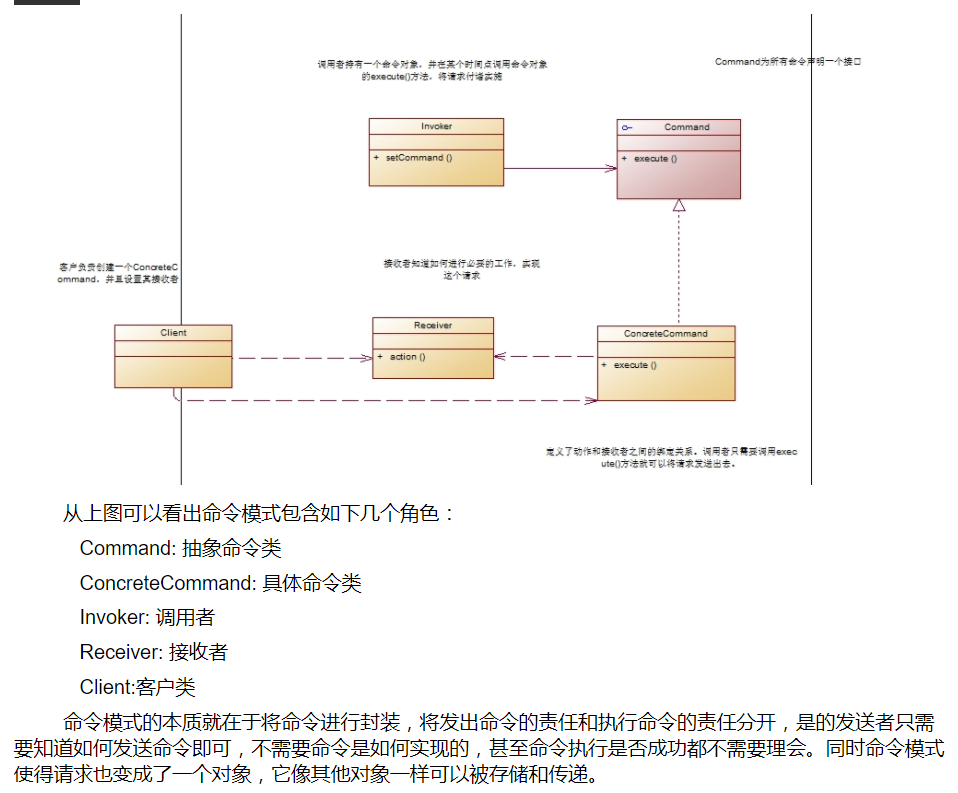 调用者持有一个命令对象,并在某个时间点调用命令对象
的execute()方法,将请求付诸实施
Command为所有命令声明一个接口
Invoker
+ setCommand ()
Command
+ execute ()
客户负责创建一个ConcreteC
ommand,并且设置其接收者
接收者知道如何进行必要的工作,实现
这个请求
Client
Receiver
+ action ()
ConcreteCommand
+ execute ()
定义了动作和接收者之间的绑定关系。调用者只需要调用exec
ute()方法就可以将请求发送出去。
从上图可以看出命令模式包含如下几个角色：
Command: 抽象命令类
ConcreteCommand: 具体命令类
Invoker: 调用者
Receiver: 接收者
Client:客户类
命令模式的本质就在于将命令进行封装，将发出命令的责任和执行命令的责任分开，是的发送者只需
要知道如何发送命令即可，不需要命令是如何实现的，甚至命令执行是否成功都不需要理会。同时命令模式
使得请求也变成了一个对象，它像其他对象一样可以被存储和传递。